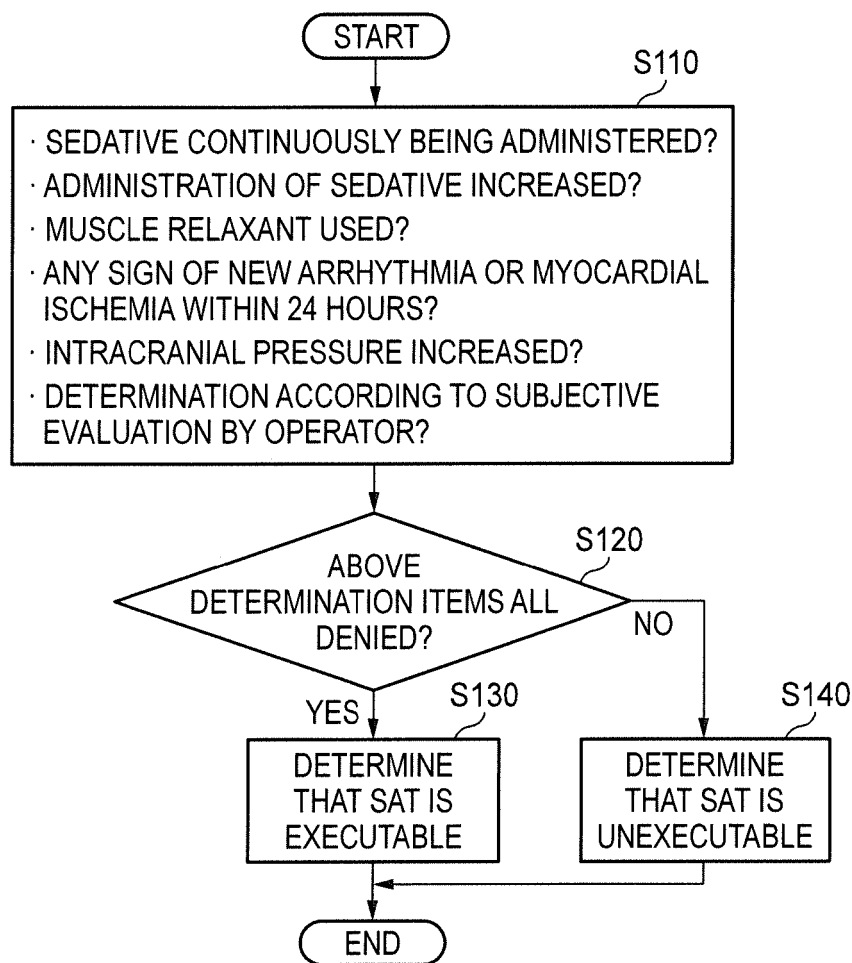 START
S110
· SEDATIVE CONTINUOUSLY BEING ADMINISTERED?
· ADMINISTRATION OF SEDATIVE INCREASED?
· MUSCLE RELAXANT USED?
· ANY SIGN OF NEW ARRHYTHMIA OR MYOCARDIAL
ISCHEMIA WITHIN 24 HOURS?
· INTRACRANIAL PRESSURE INCREASED?
· DETERMINATION ACCORDING TO SUBJECTIVE
EVALUATION BY OPERATOR?
S120
ABOVE
DETERMINATION ITEMS ALL
DENIED?
NO
YES
S130
S140
DETERMINE
THAT SAT IS
EXECUTABLE
DETERMINE
THAT SAT IS
UNEXECUTABLE
END